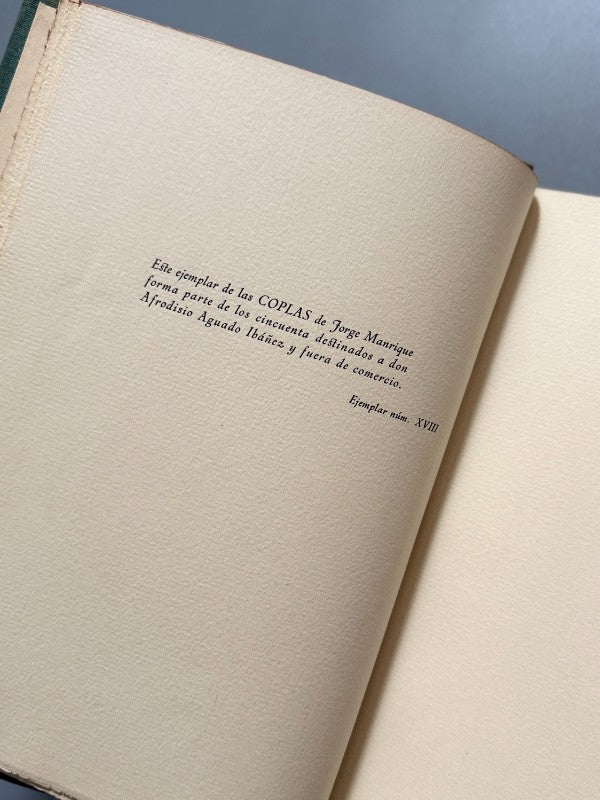 Este ejemplar de las COPLAS de Jorge Manrique
forma parte de los cincuenta destinados a don
Afrodisio Aguado Ibáñez y fuera de comercio.
Ejemplar núm. XVIII